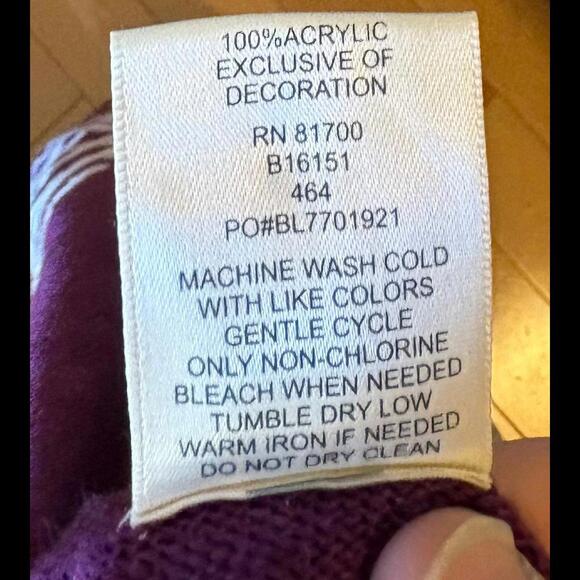 100%ACRYLIC
EXCLUSIVE OF
DECORATION
RN 81700
B16151
464
PO#BL7701921
MACHINE WASH COLD
WITH LIKE COLORS
GENTLE CYCLE
ONLY NON-CHLORINE
BLEACH WHEN NEEDED
TUMBLE DRY LOW
WARM IRON IF NEEDED
DO NOT DRY CLEAN